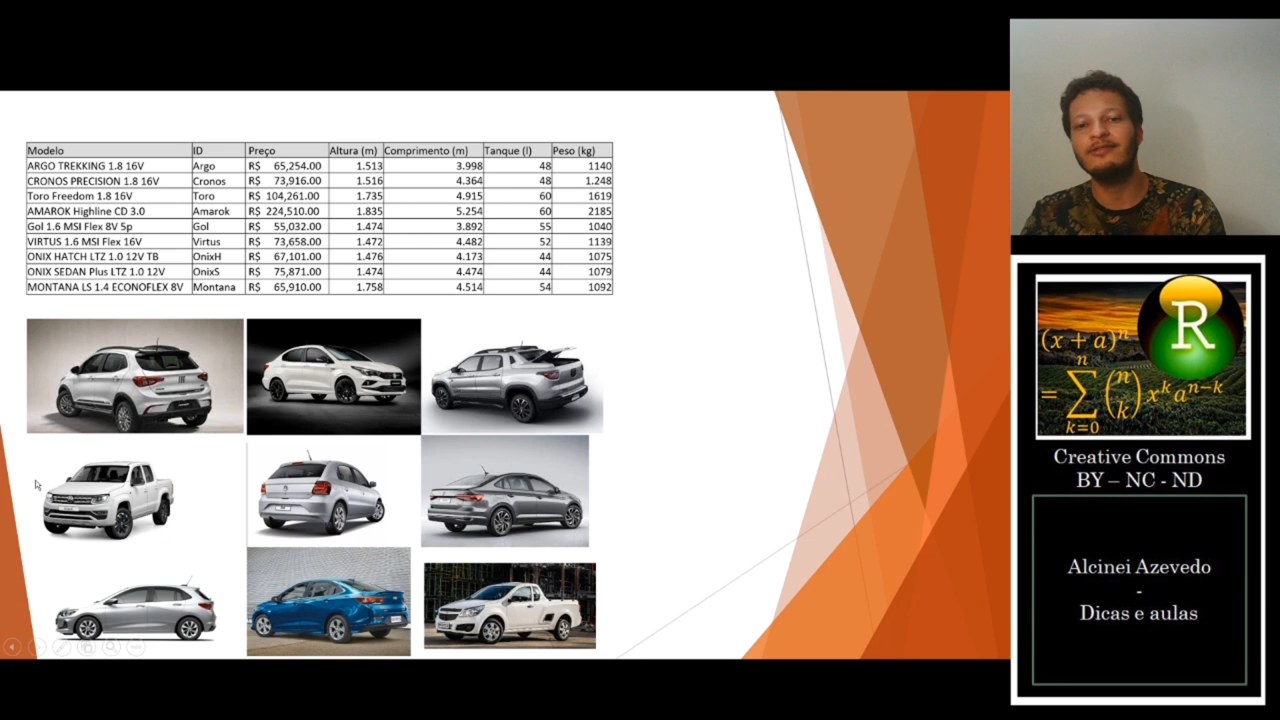 Modelo ID Preço Altura (m) Comprimento (m) Tanque (l) Peso (kg)
ARGO TREKKING 1.8 16V Argo R$ 65,254.00 1.513 3.998 48 1140
CRONOS PRECISION 1.8 16V Cronos R$ 73,916.00 1.516 4.364 48 1.248
Toro Freedom 1.8 16V Toro R$ 104,261.00 1.735 4.915 60 1619
AMAROK Highline CD 3.0 Amarok R$ 224,510.00 1.835 5.254 60 2185
Gol 1.6 MSI Flex 8V 5p Gol R$ 55,032.00 1.474 3.892 55 1040
VIRTUS 1.6 MSI Flex 16V Virtus R$ 73,658.00 1.472 4.482 52 1139
ONIX HATCH LTZ 1.0 12V TB OnixH R$ 67,101.00 1.476 4.173 44 1075
ONIX SEDAN Plus LTZ 1.0 12V OnixS R$ 75,871.00 1.474 4.474 44 1079
MONTANA LS 1.4 ECONOFLEX 8V Montana R$ 65,910.00 1.758 4.514 54 1092
R
(x + a)^n
= ∑_{k=0}^{n} (n k) x^k a^{n−k}
Creative Commons
BY – NC - ND
Alcinei Azevedo
-
Dicas e aulas